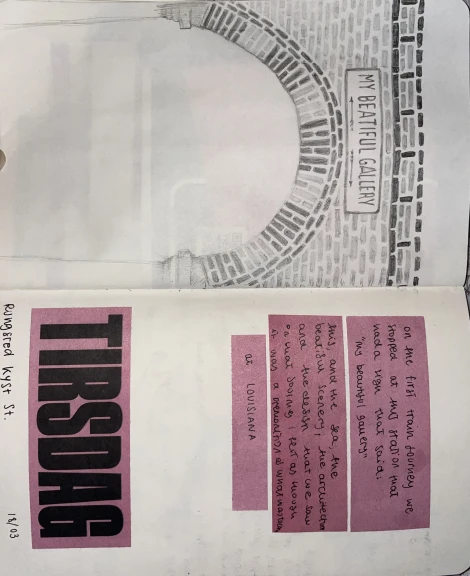 MY BEATIFUL GALLERY
on the first train journey we
stopped at this station that
had a sign that said:
"my beautiful gallery"
this, and the sea, the
beatiful scenery, the architecture
and the design that we saw
on that journey I felt as though
it was a premonition of what was
at LOUISIANA
TIRSDAG
Rungsted Kyst St.
18/03